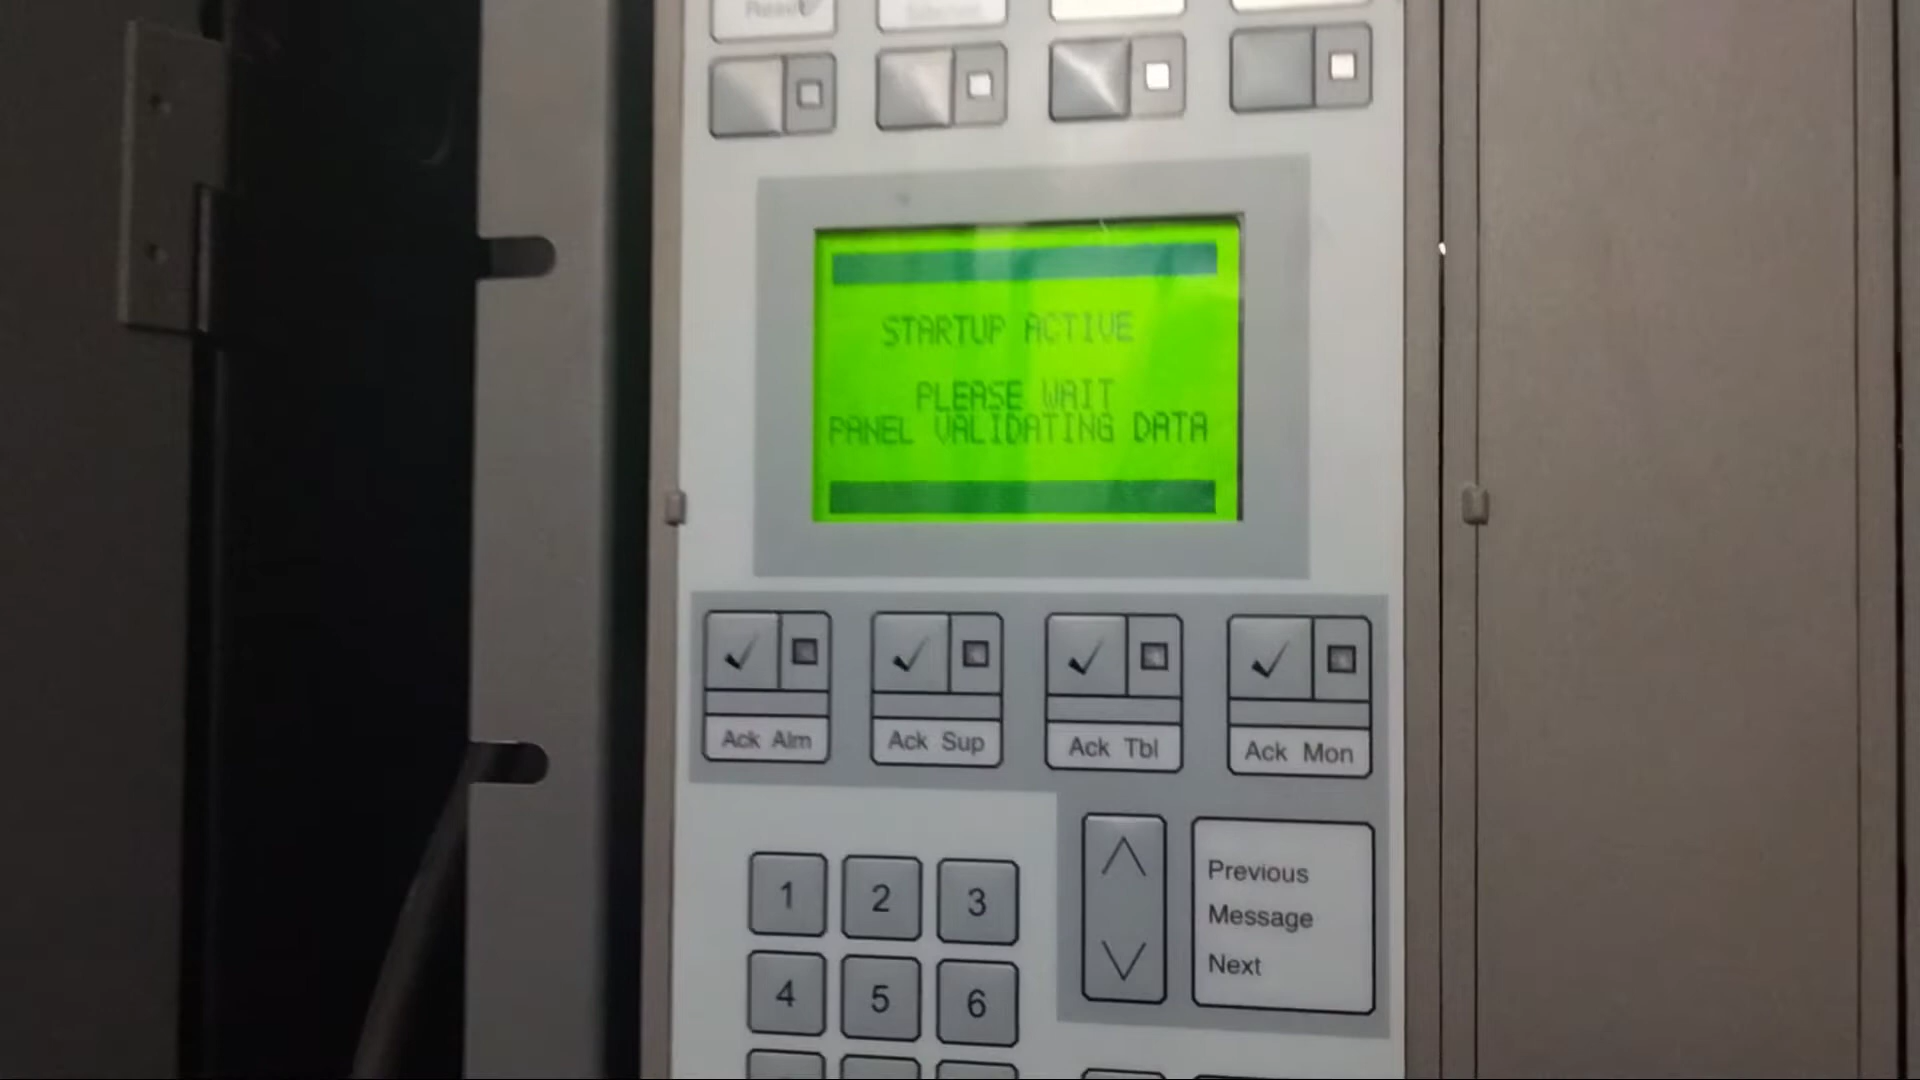 Reset
STARTUP ACTIVE
PLEASE WAIT
PANEL VALIDATING DATA
Ack Alm
Ack Sup
Ack Tbl
Ack Mon
1 2 3
4 5 6
Previous
Message
Next